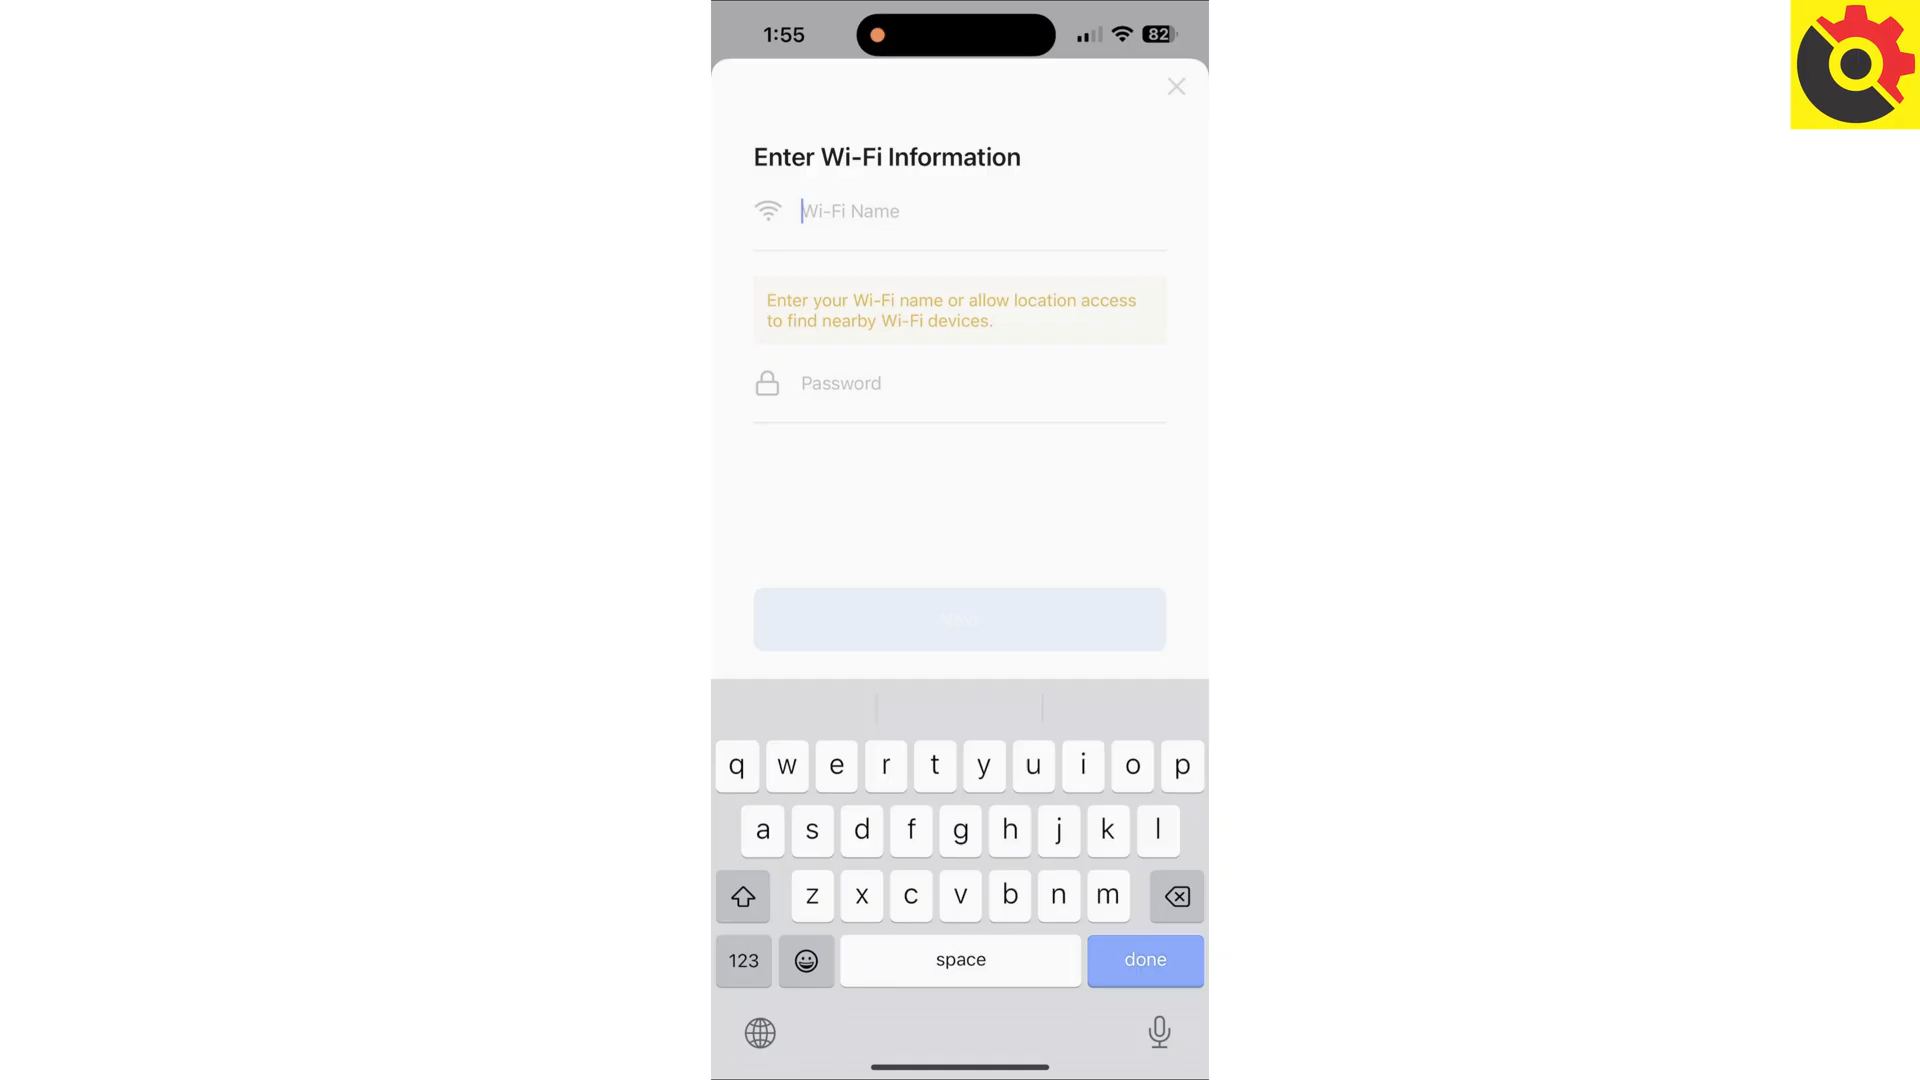 1:55
82
Enter Wi-Fi Information
Wi-Fi Name
Enter your Wi-Fi name or allow location access
to find nearby Wi-Fi devices.
Password
q w e r t y u i o p
a s d f g h j k l
z x c v b n m
123 space done